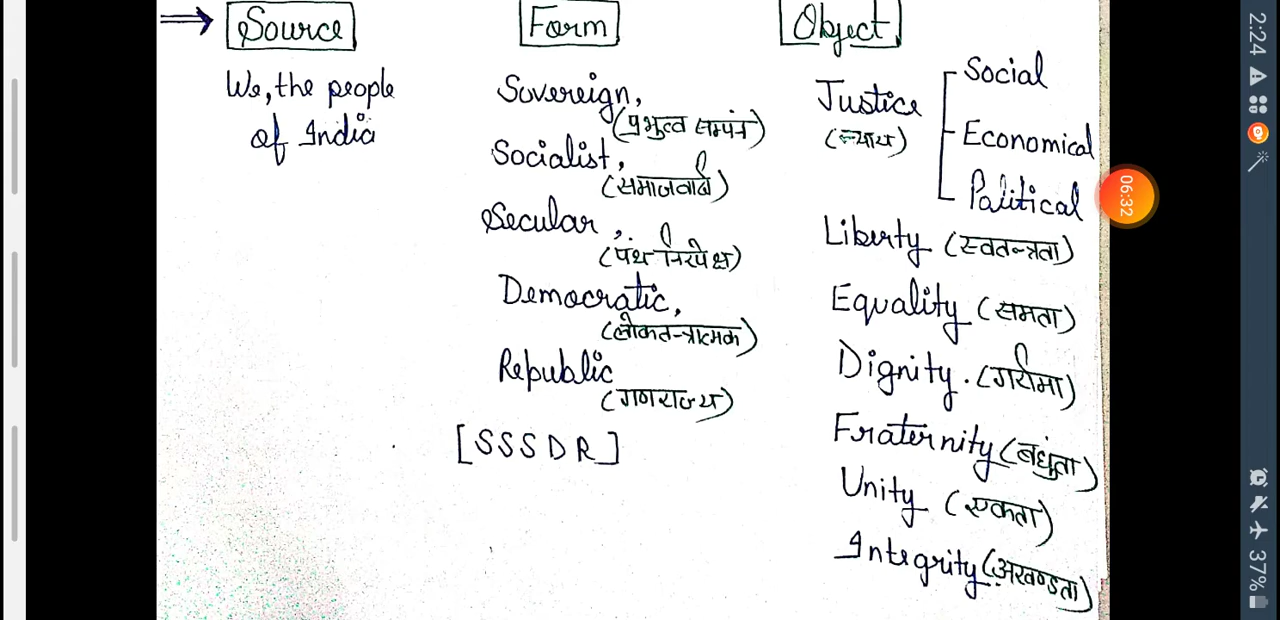 ⇒ Source
We, the people
of India
Form
Sovereign,
(प्रभुत्व सम्पंन)
Socialist,
(समाजवादी)
Secular,
(पंथ निरपेक्ष)
Democratic,
(लोकतन्त्रात्मक)
Republic
(गणराज्य)
[SSSDR]
Object
Justice
(न्याय)
Social
Economical
Political
Liberty (स्वतन्त्रता)
Equality (समता)
Dignity. (गरीमा)
Fraternity (बंधुता)
Unity (एकता)
Integrity (अखण्डता)
06:32
2:24
37%